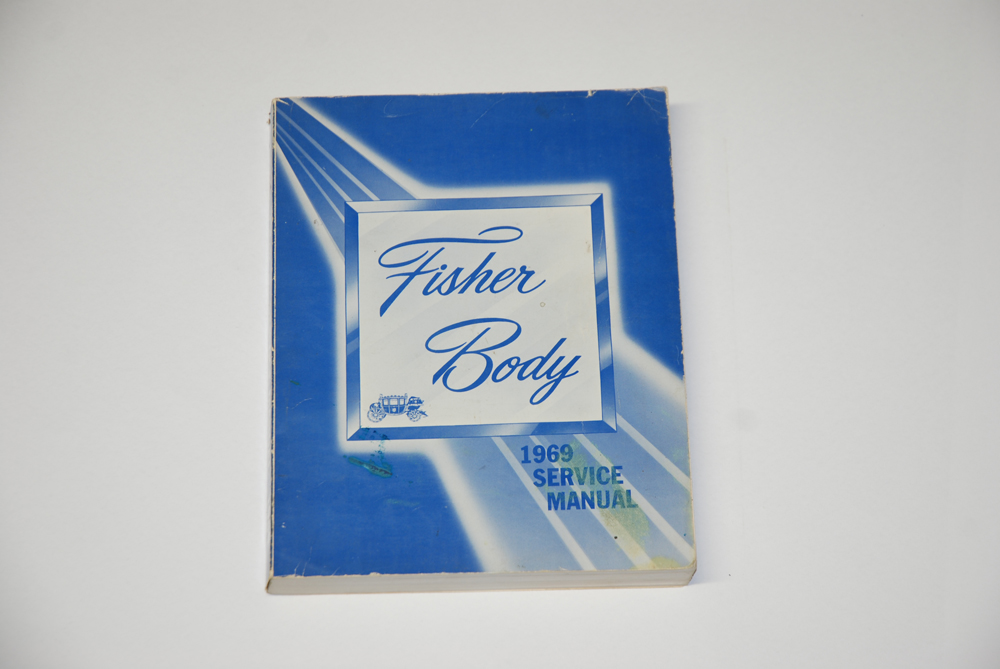 Fisher
Body
1969
SERVICE
MANUAL